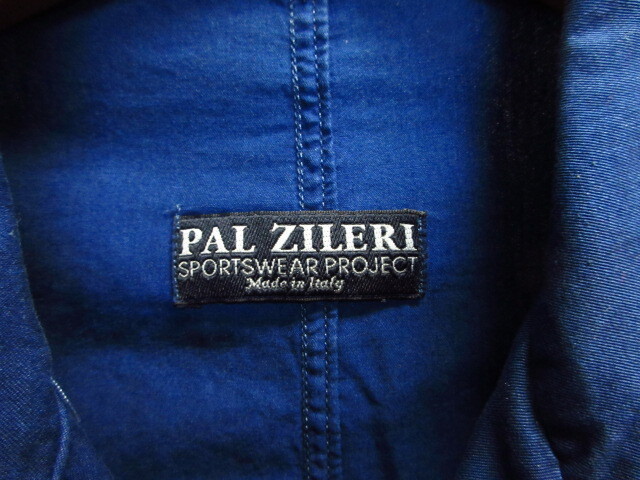 PAL ZILERI
SPORTSWEAR PROJECT
Made in Italy